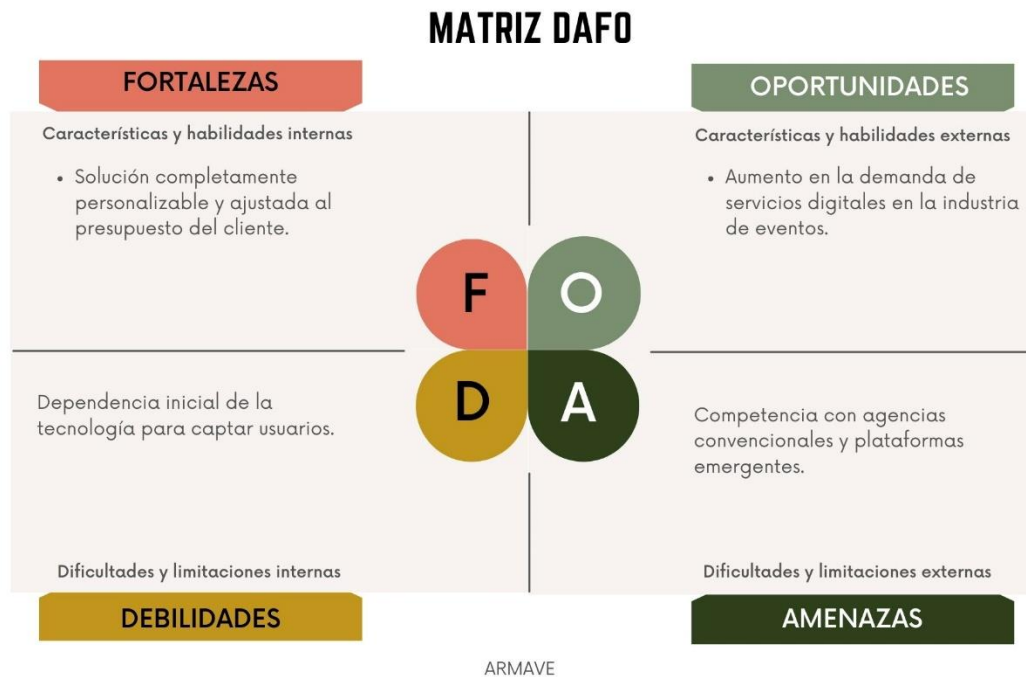 MATRIZ DAFO
FORTALEZAS
Características y habilidades internas
• Solución completamente
personalizable y ajustada al
presupuesto del cliente.
OPORTUNIDADES
Características y habilidades externas
• Aumento en la demanda de
servicios digitales en la industria
de eventos.
F
O
D
A
Dependencia inicial de la
tecnología para captar usuarios.
Dificultades y limitaciones internas
DEBILIDADES
Competencia con agencias
convencionales y plataformas
emergentes.
Dificultades y limitaciones externas
AMENAZAS
ARMAVE